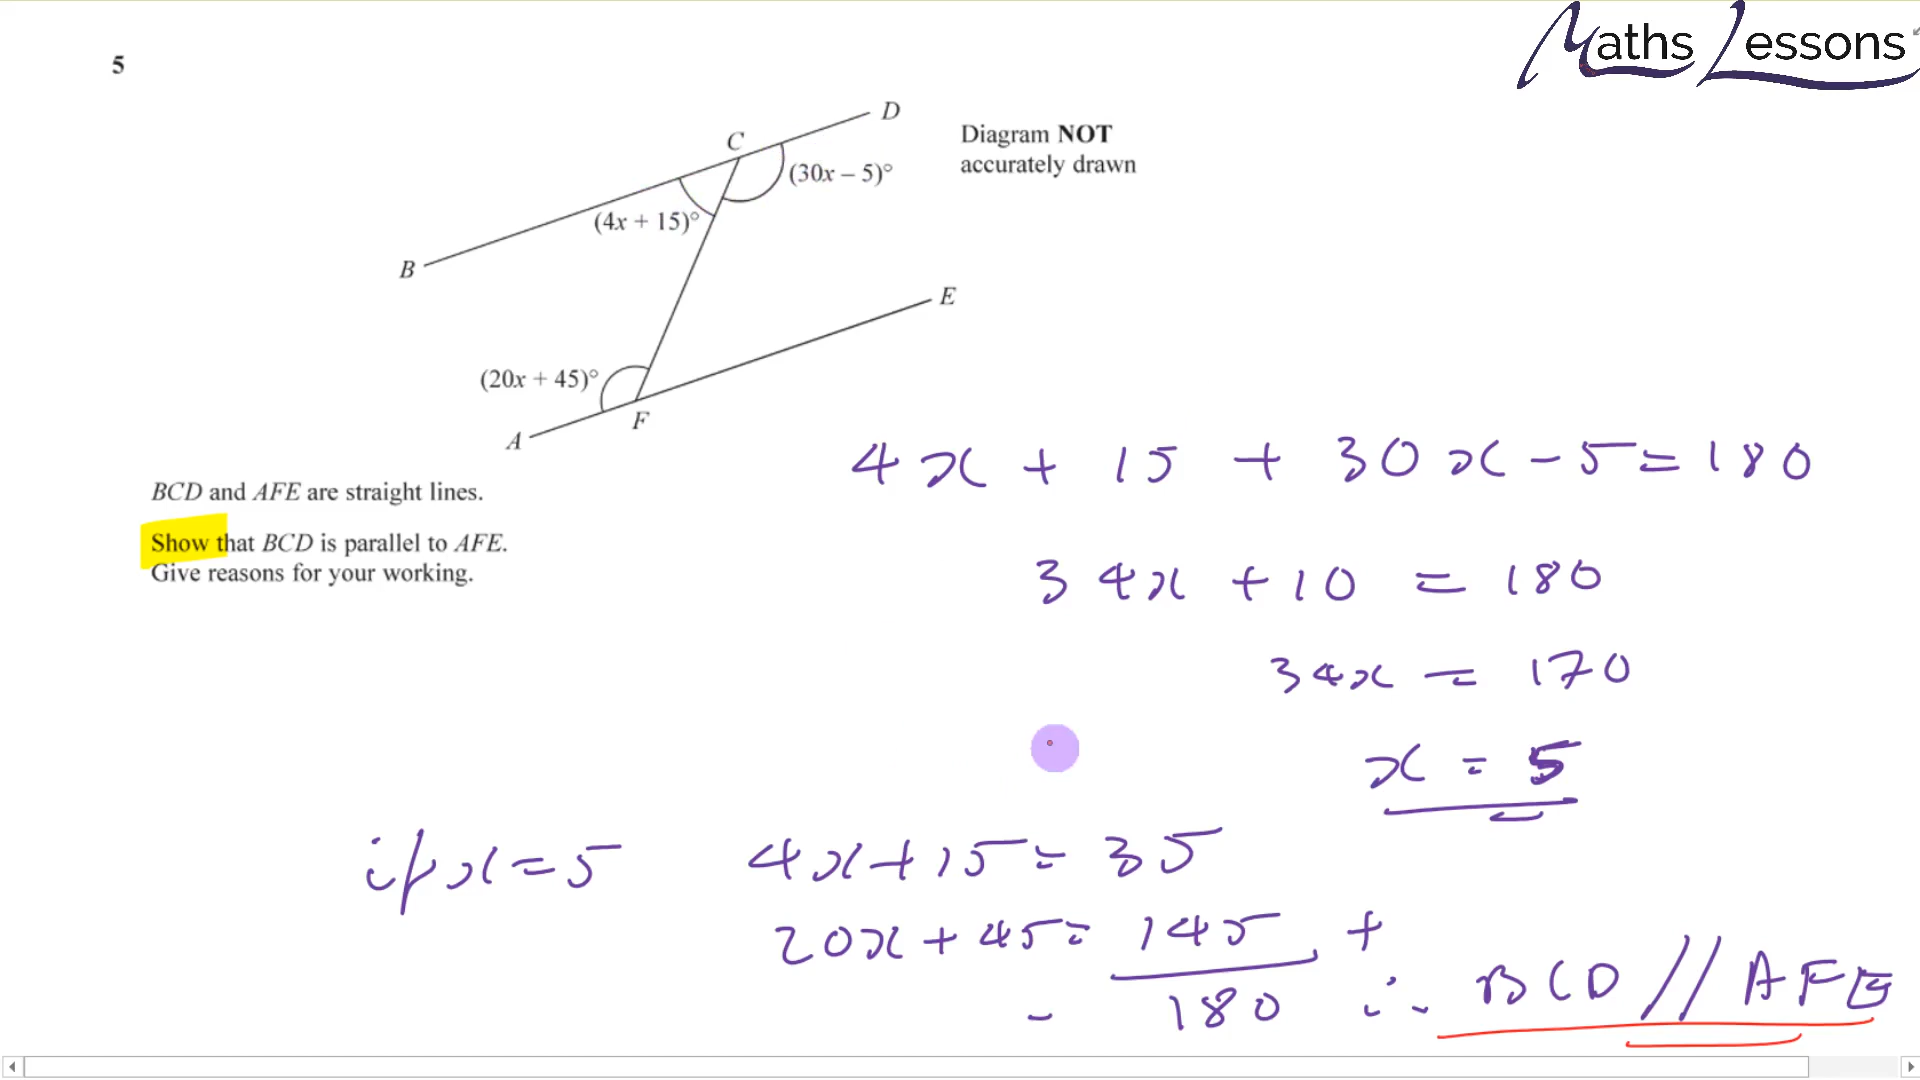 Maths Lessons
5
D
C
Diagram NOT
accurately drawn
(30x – 5)°
(4x + 15)°
B
E
(20x + 45)°
F
A
4x + 15 + 30x - 5 = 180
BCD and AFE are straight lines.
Show that BCD is parallel to AFE.
Give reasons for your working.
34x + 10 = 180
34x = 170
x = 5
if x = 5 4x + 15 = 35
20x + 45 = 145 +
180 ∴ BCD // AFE